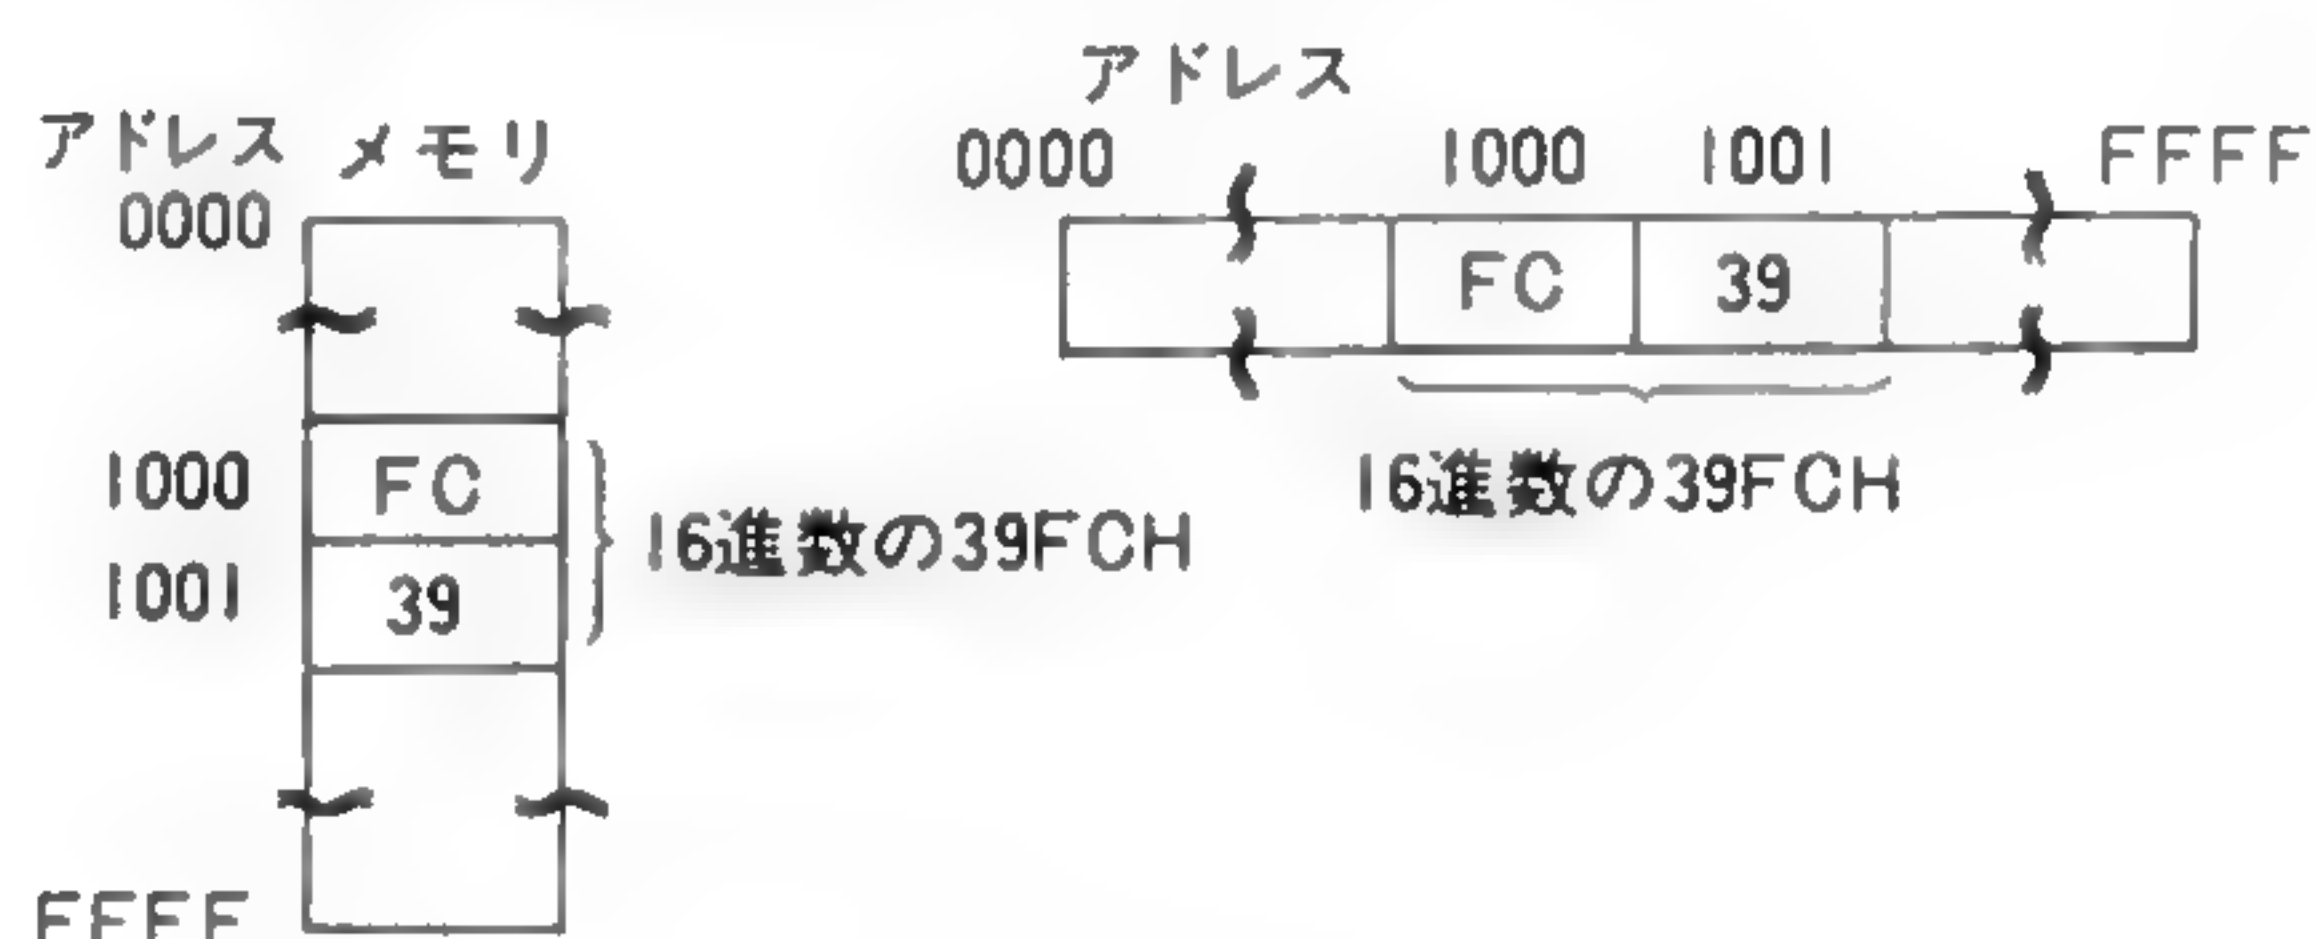 アドレス メモリ
0000
1000 FC
1001 39
16進数の39FCH
FFFF
アドレス
0000 1000 1001 FFFF
FC 39
16進数の39FCH